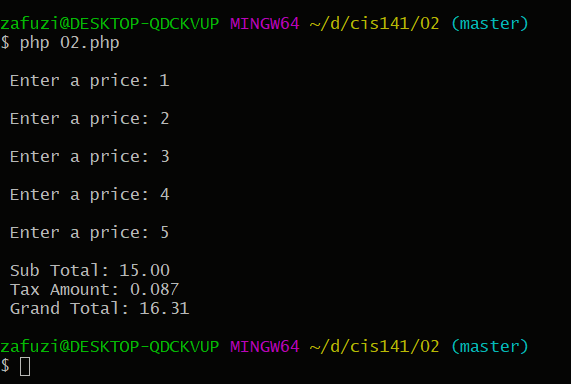 zafuzi@DESKTOP-QDCKVUP MINGW64 ~/d/cis141/02 (master)
$ php 02.php
Enter a price: 1
Enter a price: 2
Enter a price: 3
Enter a price: 4
Enter a price: 5
Sub Total: 15.00
Tax Amount: 0.087
Grand Total: 16.31
zafuzi@DESKTOP-QDCKVUP MINGW64 ~/d/cis141/02 (master)
$